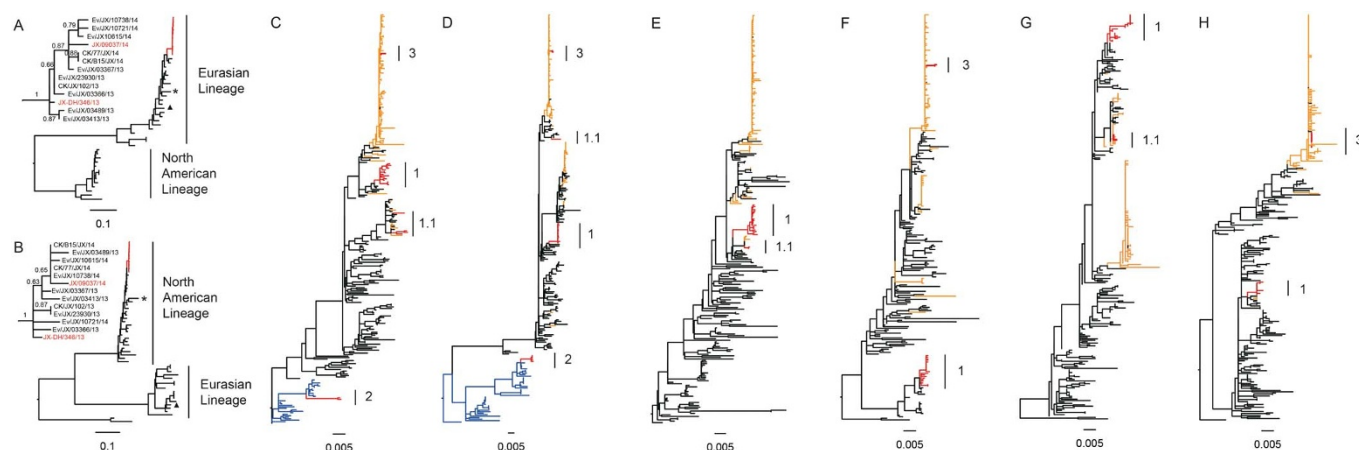 A
0.79
Ev/JX/10738/14
Ev/JX/10721/14
Ev/JX10615/14
0.87
JX/09037/14
0.88
CK/77/JX/14
CK/B15/JX/14
0.66
Ev/JX/03367/13
Ev/JX/23930/13
CK/JX/102/13
Ev/JX/03366/13
1
JX-DH/346/13
Ev/JX/03489/13
0.87
Ev/JX/03413/13
*
Eurasian
Lineage
North
American
Lineage
0.1
B
CK/B15/JX/14
Ev/JX/03489/13
Ev/JX/10615/14
CK/77/JX/14
0.65
Ev/JX/10738/14
JX/09037/14
0.63
Ev/JX/03367/13
Ev/JX/03413/13
0.67
CK/JX/102/13
Ev/JX/23930/13
1
Ev/JX/10721/14
Ev/JX/03366/13
JX-DH/346/13
*
North
American
Lineage
Eurasian
Lineage
0.1
C
3
1
1.1
2
0.005
D
3
1.1
1
2
0.005
E
1
1.1
0.005
F
3
1
0.005
G
1
1.1
0.005
H
3
1
0.005